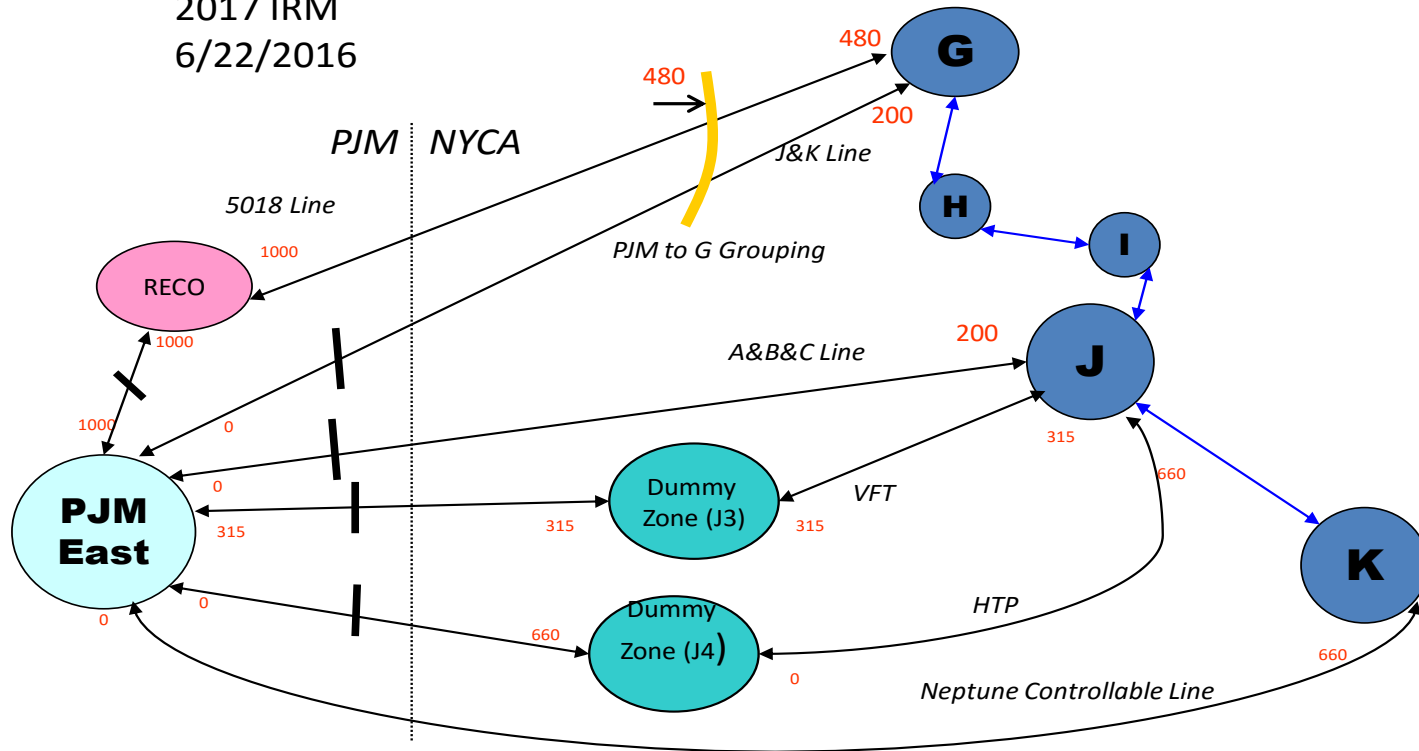 2017 IRM
6/22/2016
480
G
480
200
PJM
NYCA
J&K Line
5018 Line
H
I
1000
PJM to G Grouping
RECO
1000
200
A&B&C Line
J
1000
0
315
660
0
Dummy
Zone (J3)
VFT
PJM
East
315
315
315
K
0
0
660
Dummy
Zone (J4)
HTP
0
660
Neptune Controllable Line